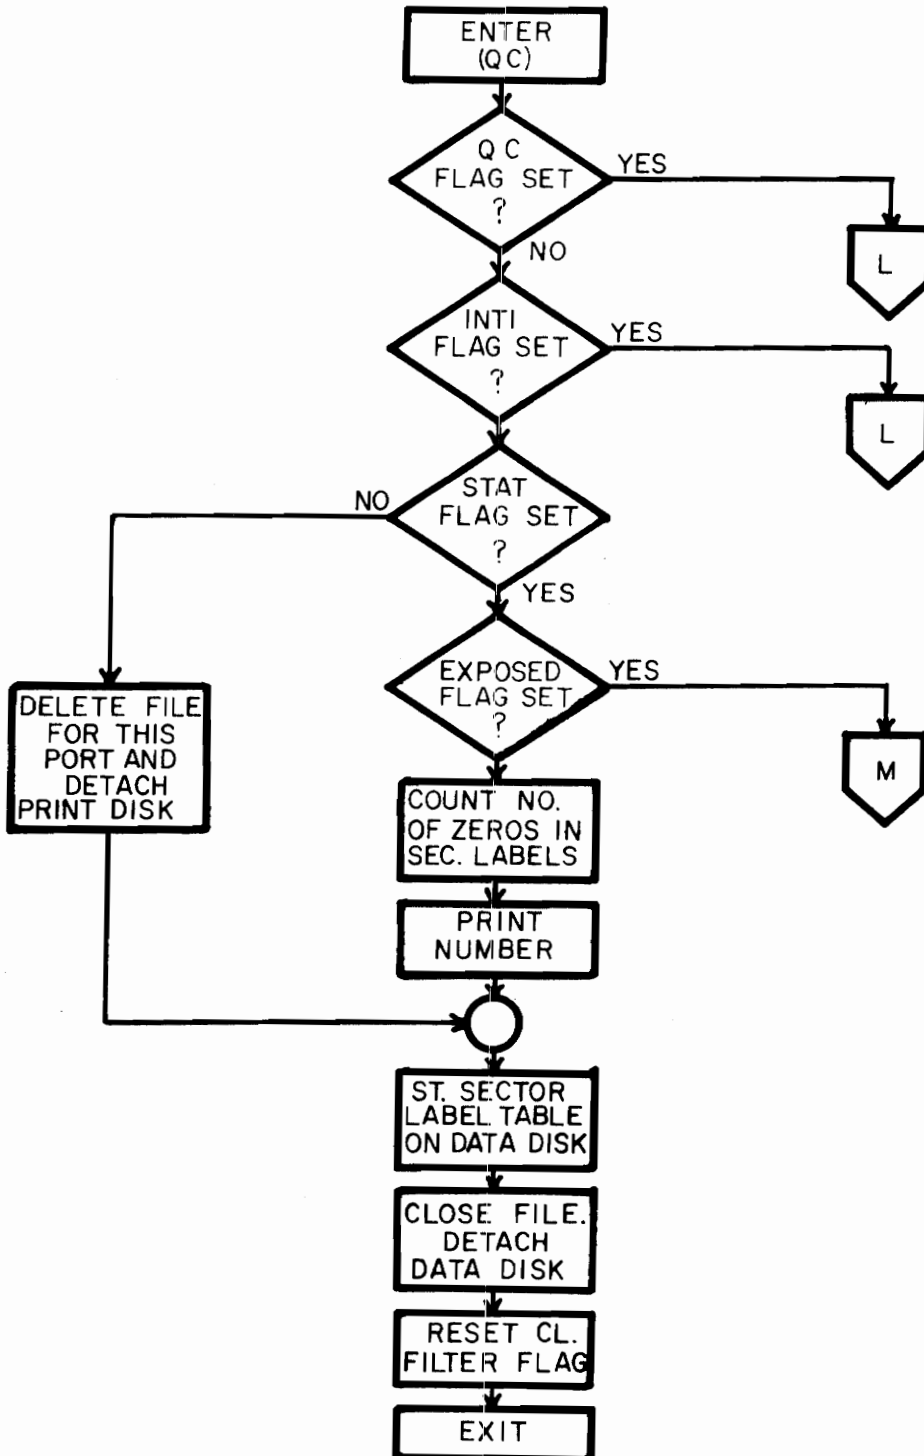 ENTER
(QC)
QC
FLAG SET
?
YES
L
NO
INTI
FLAG SET
?
YES
L
STAT
FLAG SET
?
NO
YES
EXPOSED
FLAG SET
?
YES
M
DELETE FILE
FOR THIS
PORT AND
DETACH
PRINT DISK
COUNT NO.
OF ZEROS IN
SEC. LABELS
PRINT
NUMBER
ST. SECTOR
LABEL TABLE
ON DATA DISK
CLOSE FILE.
DETACH
DATA DISK
RESET CL.
FILTER FLAG
EXIT